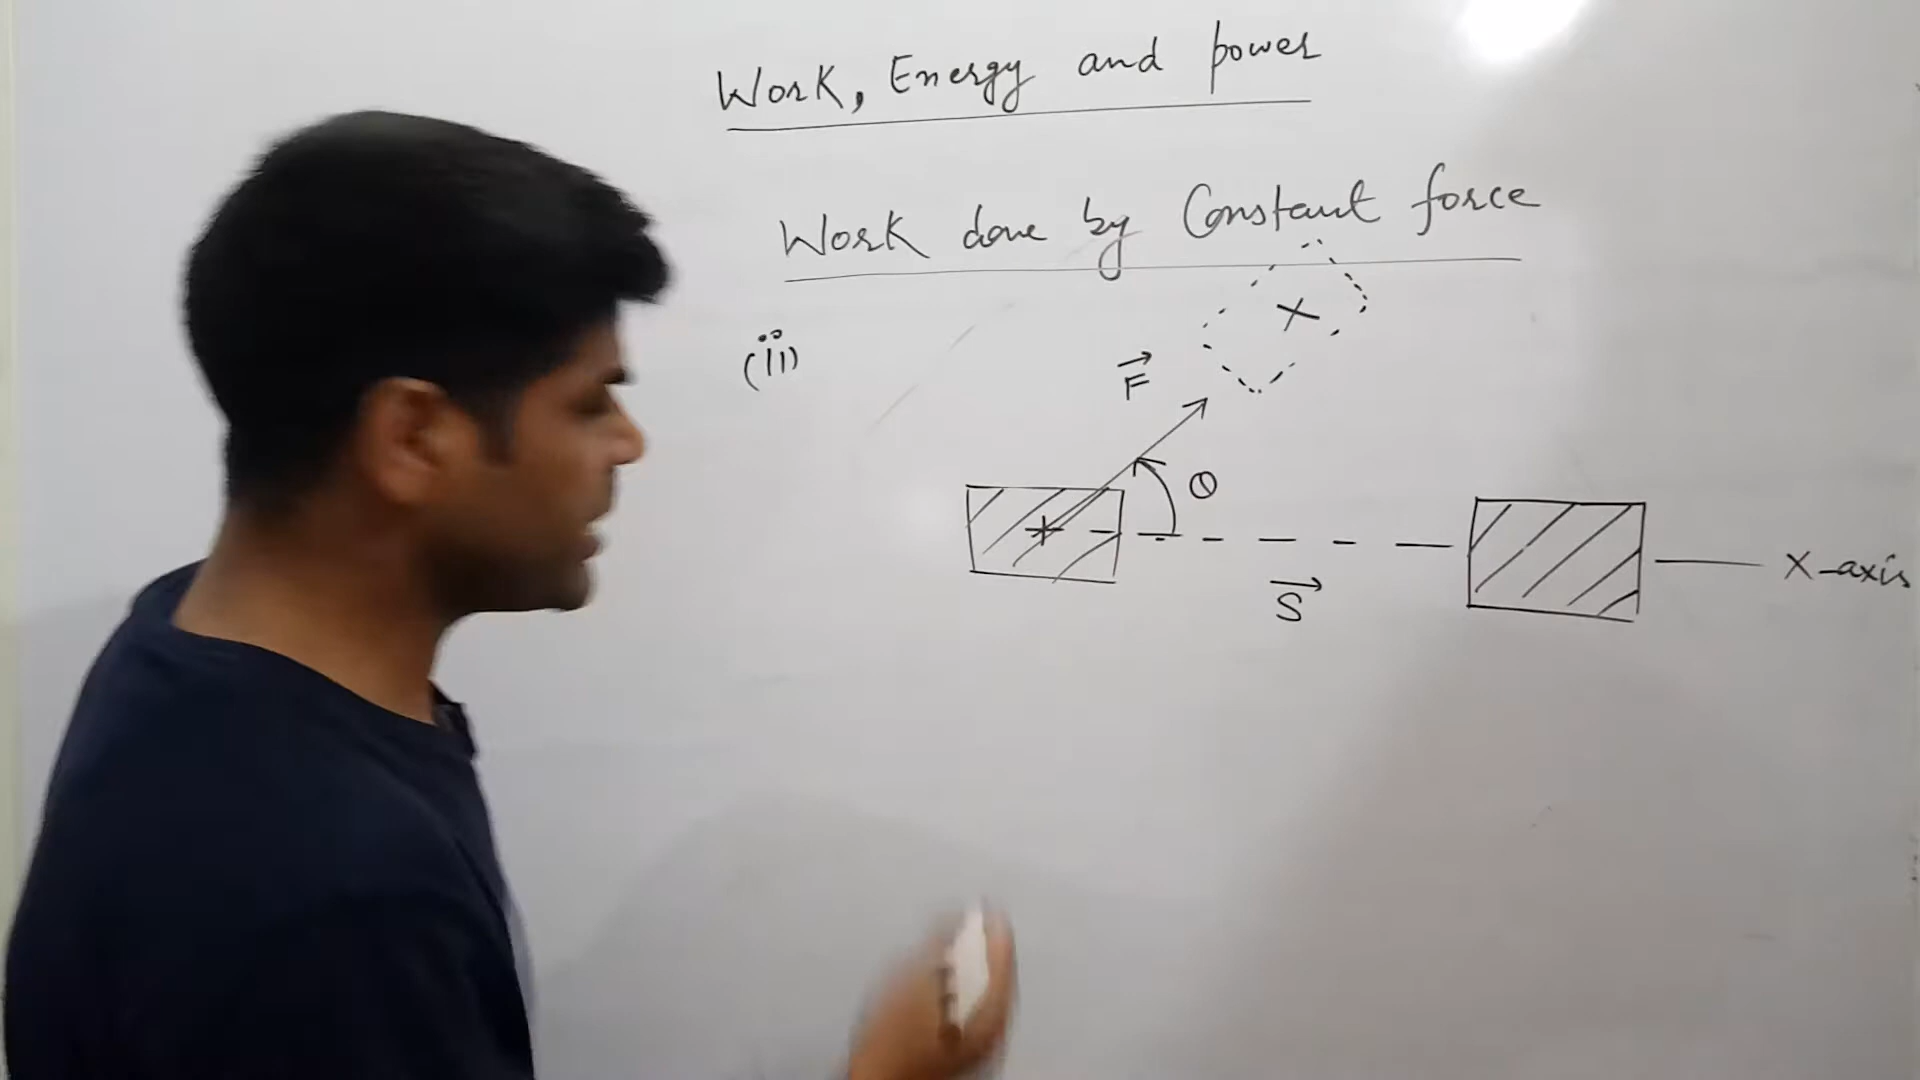 Work, Energy and power
Work done by Constant force
(ii)
X
F
θ
S
X-axis